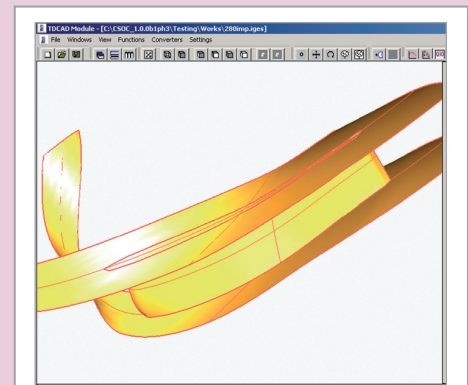 TDCAD Module - [C:\CSOC_1.0.0b1ph3\Testing\Works\280imp.iges]
File Windows View Functions Converters Settings